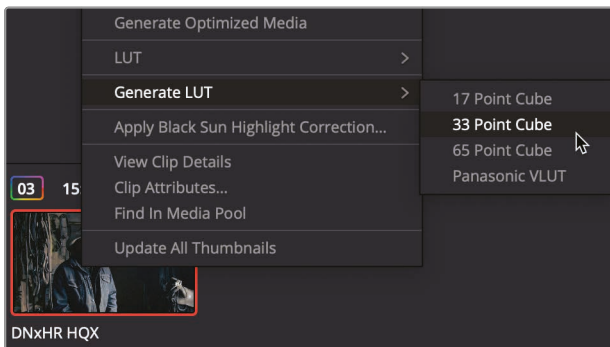 Generate Optimized Media
LUT
Generate LUT
17 Point Cube
33 Point Cube
65 Point Cube
Panasonic VLUT
Apply Black Sun Highlight Correction...
View Clip Details
Clip Attributes...
Find In Media Pool
Update All Thumbnails
03 15
DNxHR HQX